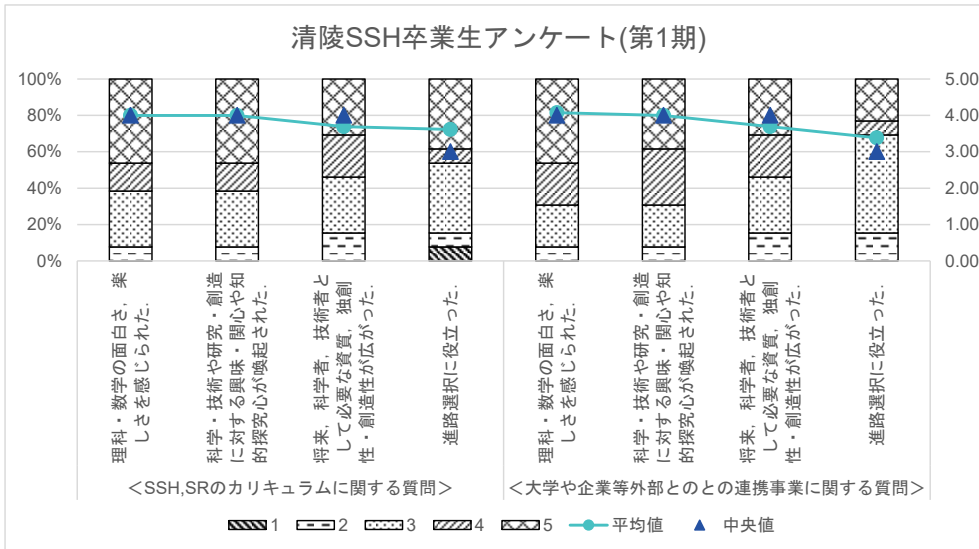 清陵SSH卒業生アンケート(第1期)
100%
80%
60%
40%
20%
0%
5.00
4.00
3.00
2.00
1.00
0.00
理科・数学の面白さ，楽
しさを感じられた．
科学・技術や研究・創造
に対する興味・関心や知
的探究心が喚起された．
将来，科学者，技術者と
して必要な資質，独創
性・創造性が広がった．
進路選択に役立った．
理科・数学の面白さ，楽
しさを感じられた．
科学・技術や研究・創造
に対する興味・関心や知
的探究心が喚起された．
将来，科学者，技術者と
して必要な資質，独創
性・創造性が広がった．
進路選択に役立った．
＜SSH,SRのカリキュラムに関する質問＞
＜大学や企業等外部とのとの連携事業に関する質問＞
1 2 3 4 5 平均値 中央値